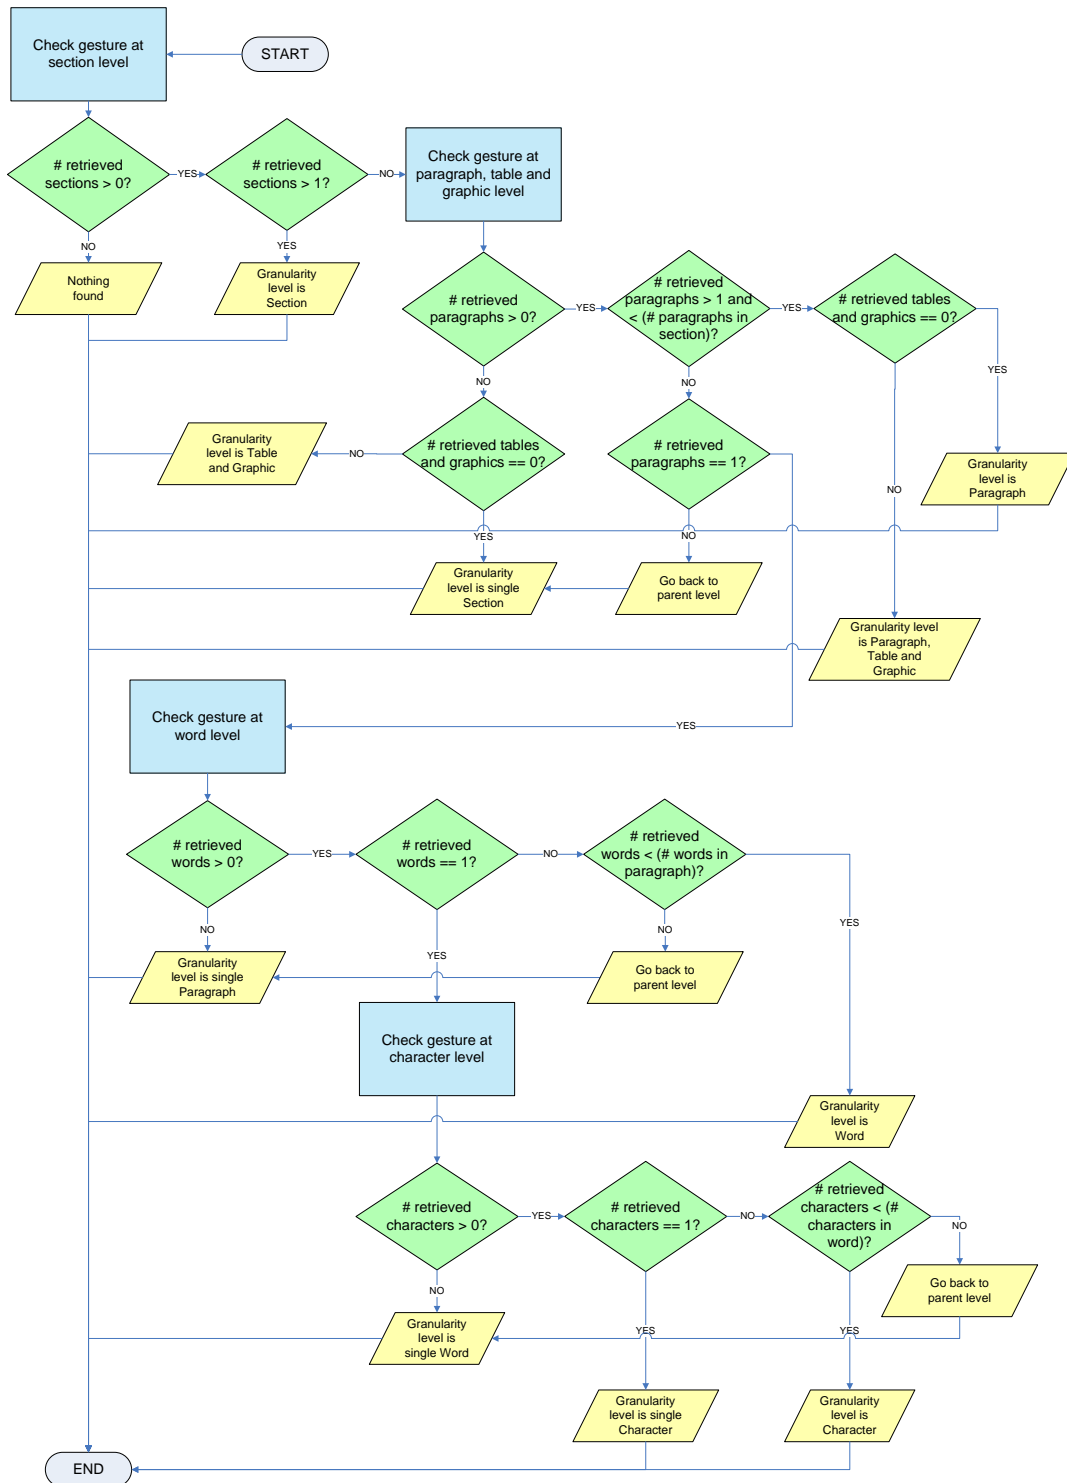 Check gesture at
section level
START
# retrieved
sections > 0?
YES
# retrieved
sections > 1?
NO
Check gesture at
paragraph, table and
graphic level
NO
Nothing
found
YES
Granularity
level is
Section
# retrieved
paragraphs > 0?
YES
# retrieved
paragraphs > 1 and
< (# paragraphs in
section)?
YES
# retrieved tables
and graphics == 0?
YES
Granularity
level is
Paragraph
NO
# retrieved tables
and graphics == 0?
NO
Granularity
level is Table
and Graphic
NO
# retrieved
paragraphs == 1?
NO
YES
Granularity
level is single
Section
NO
Go back to
parent level
Granularity level
is Paragraph,
Table and
Graphic
YES
Check gesture at
word level
# retrieved
words > 0?
YES
# retrieved
words == 1?
NO
# retrieved
words < (# words in
paragraph)?
YES
NO
Granularity
level is single
Paragraph
YES
NO
Go back to
parent level
Check gesture at
character level
Granularity
level is
Word
# retrieved
characters > 0?
YES
# retrieved
characters == 1?
NO
# retrieved
characters < (#
characters in
word)?
NO
Go back to
parent level
NO
Granularity
level is
single Word
YES
YES
Granularity
level is single
Character
Granularity
level is
Character
END